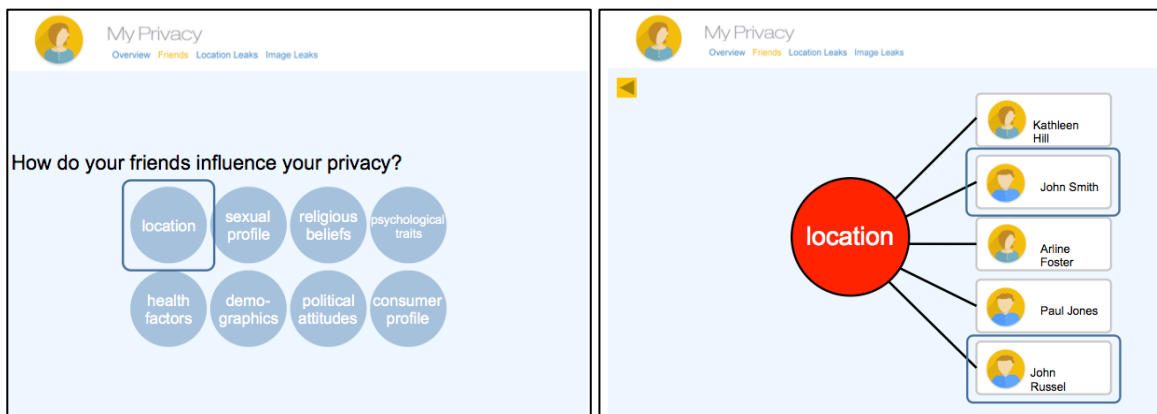 My Privacy
Overview Friends Location Leaks Image Leaks
How do your friends influence your privacy?
location
sexual
profile
religious
beliefs
psychological
traits
health
factors
demo-
graphics
political
attitudes
consumer
profile
My Privacy
Overview Friends Location Leaks Image Leaks
location
Kathleen
Hill
John Smith
Arline
Foster
Paul Jones
John
Russel